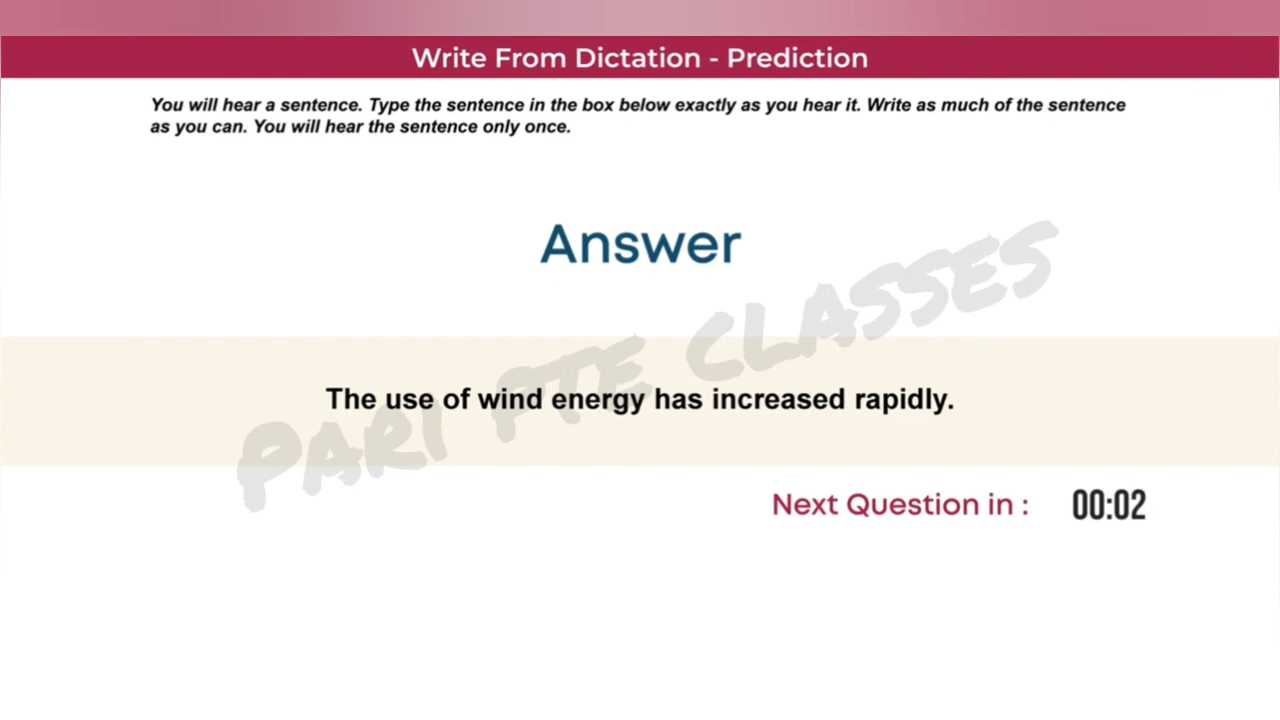 Write From Dictation - Prediction
You will hear a sentence. Type the sentence in the box below exactly as you hear it. Write as much of the sentence
as you can. You will hear the sentence only once.
Answer
PARI PTE CLASSES
The use of wind energy has increased rapidly.
Next Question in : 00:02